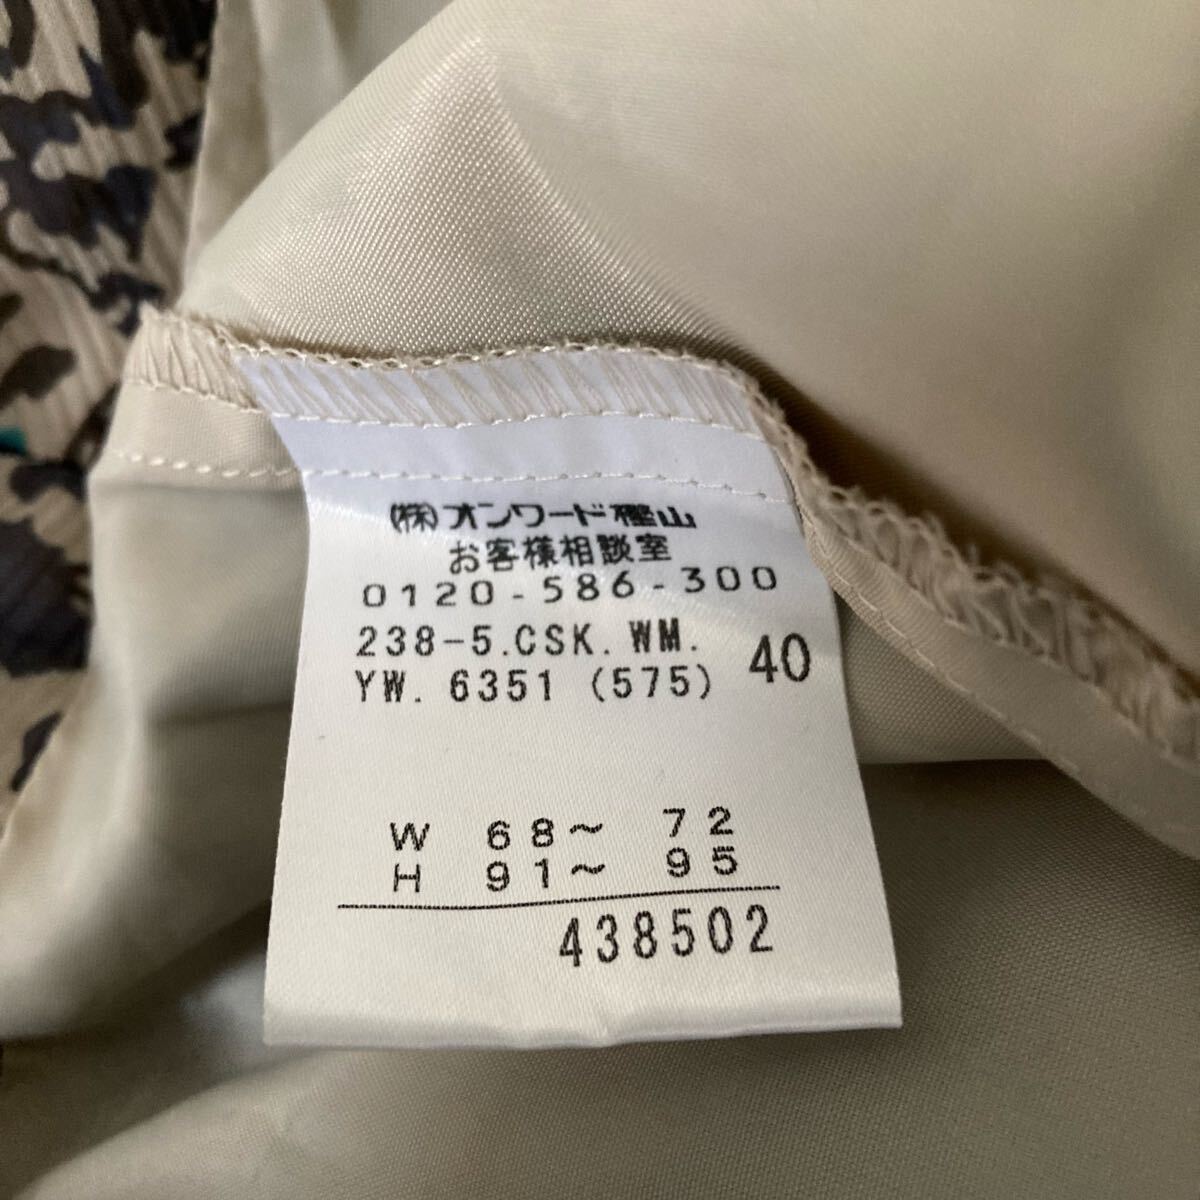 (株)オンワード樫山
お客様相談室
0120-586-300
238-5.CSK.WM.
YW. 6351 (575) 40
W 68~ 72
H 91~ 95
438502